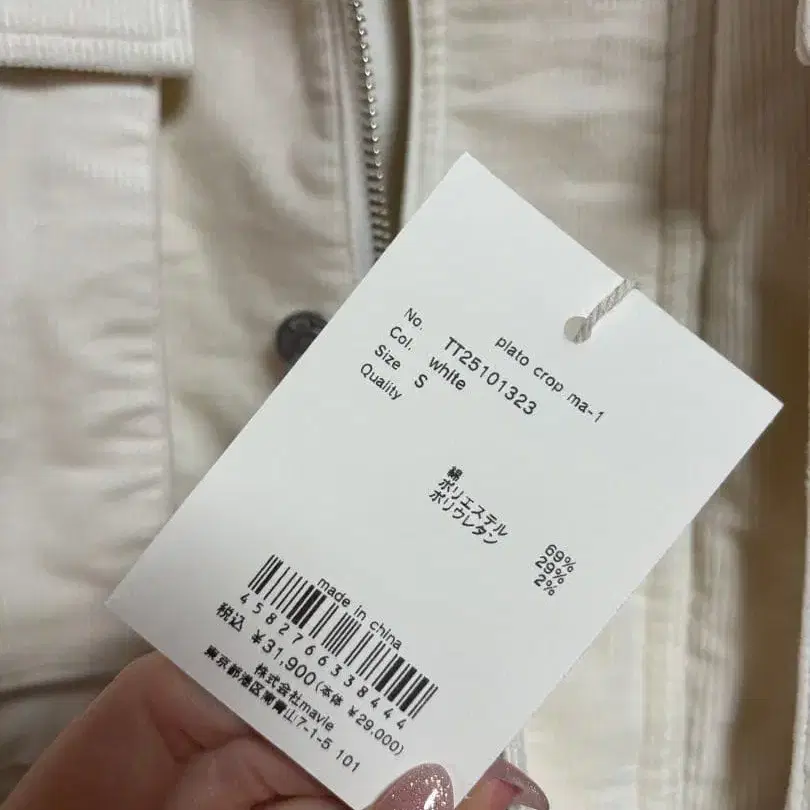 plato crop ma-1
No. TT25101323
Col. white
Size S
Quality
綿 69%
ポリエステル 29%
ポリウレタン 2%
made in china
4582766338444
税込 ¥31,900(本体 ¥29,000)
株式会社mavie
東京都港区南青山7-1-5 101